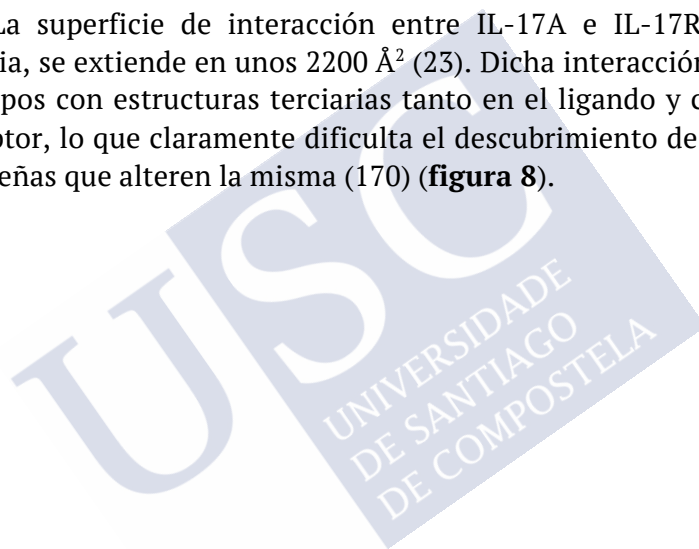 La superficie de interacción entre IL-17A e IL-17R
ia, se extiende en unos 2200 Å² (23). Dicha interacción
pos con estructuras terciarias tanto en el ligando y
tor, lo que claramente dificulta el descubrimiento de
eñas que alteren la misma (170) (figura 8).
USC
UNIVERSIDADE
DE SANTIAGO
DE COMPOSTELA